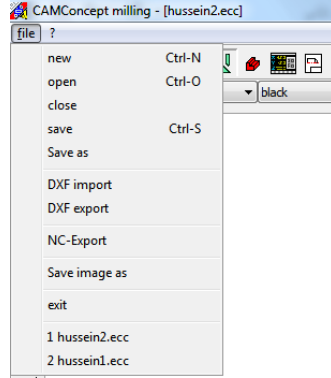 CAMConcept milling - [hussein2.ecc]
file ?
new Ctrl-N
open Ctrl-O
close
save Ctrl-S
Save as
black
DXF import
DXF export
NC-Export
Save image as
exit
1 hussein2.ecc
2 hussein1.ecc